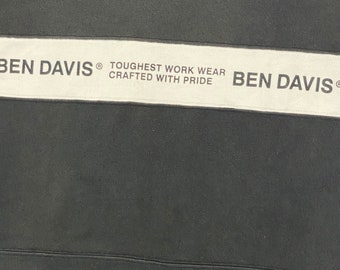 BEN DAVIS® TOUGHEST WORK WEAR
CRAFTED WITH PRIDE BEN DAVIS®